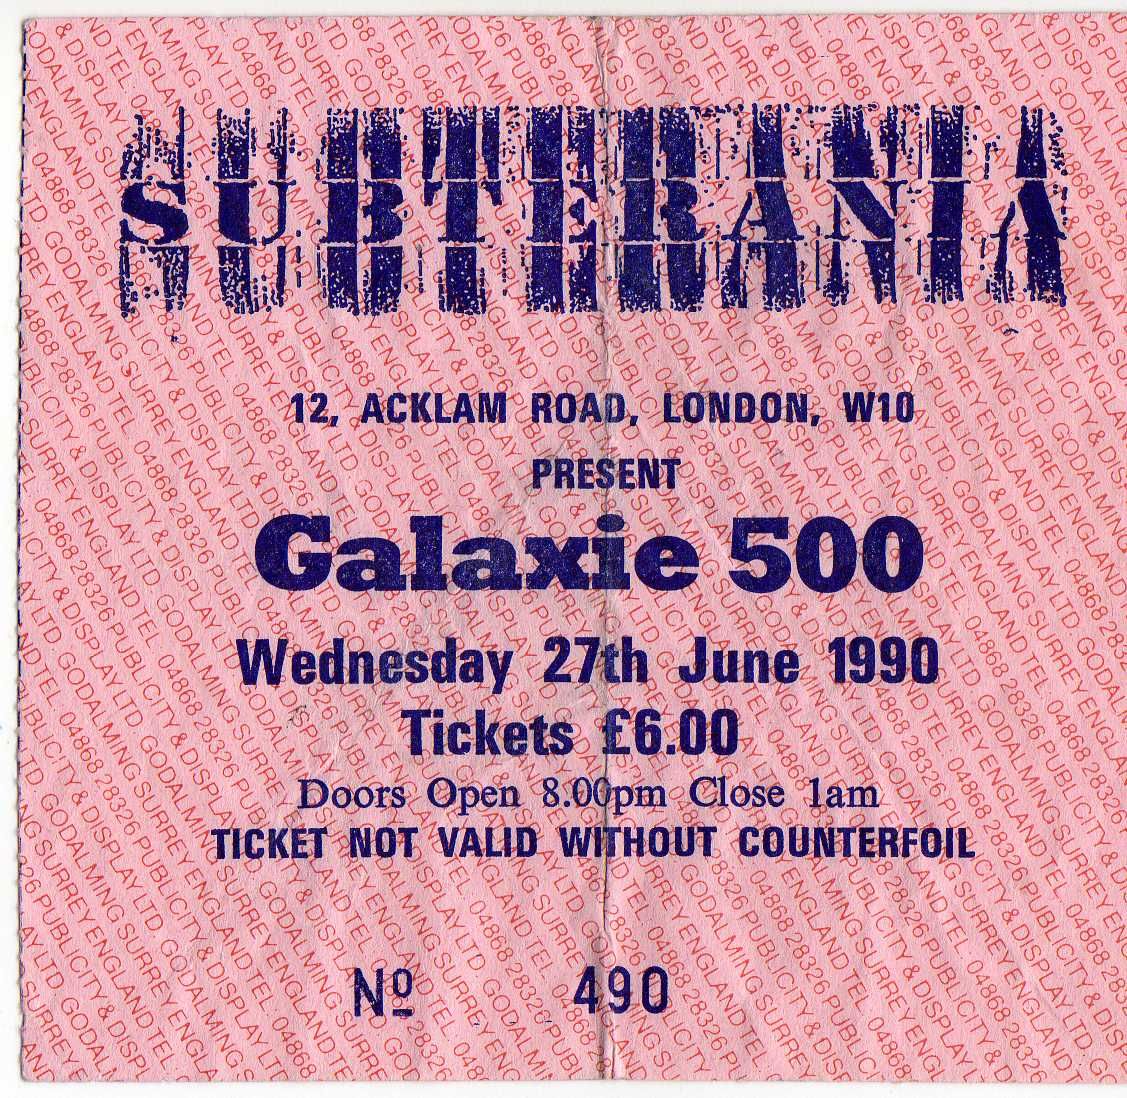 SUBTERANIA
12, ACKLAM ROAD, LONDON, W10
PRESENT
Galaxie 500
Wednesday 27th June 1990
Tickets £6.00
Doors Open 8.00pm Close 1am
TICKET NOT VALID WITHOUT COUNTERFOIL
Nº 490